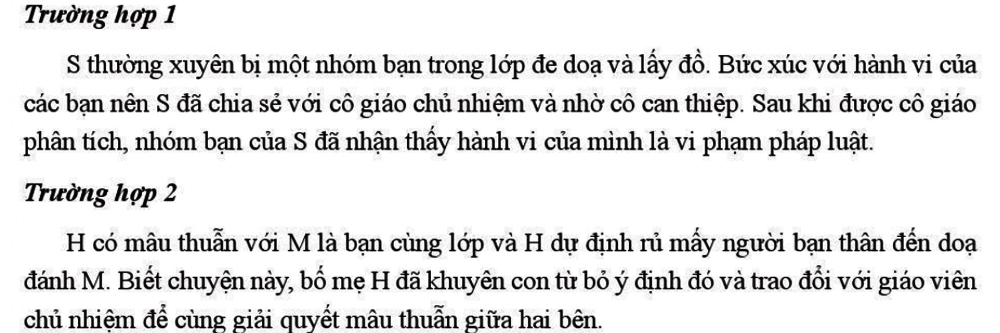 Trường hợp 1
S thường xuyên bị một nhóm bạn trong lớp đe doạ và lấy đồ. Bức xúc với hành vi của
các bạn nên S đã chia sẻ với cô giáo chủ nhiệm và nhờ cô can thiệp. Sau khi được cô giáo
phân tích, nhóm bạn của S đã nhận thấy hành vi của mình là vi phạm pháp luật.
Trường hợp 2
H có mâu thuẫn với M là bạn cùng lớp và H dự định rủ mấy người bạn thân đến doạ
đánh M. Biết chuyện này, bố mẹ H đã khuyên con từ bỏ ý định đó và trao đổi với giáo viên
chủ nhiệm để cùng giải quyết mâu thuẫn giữa hai bên.